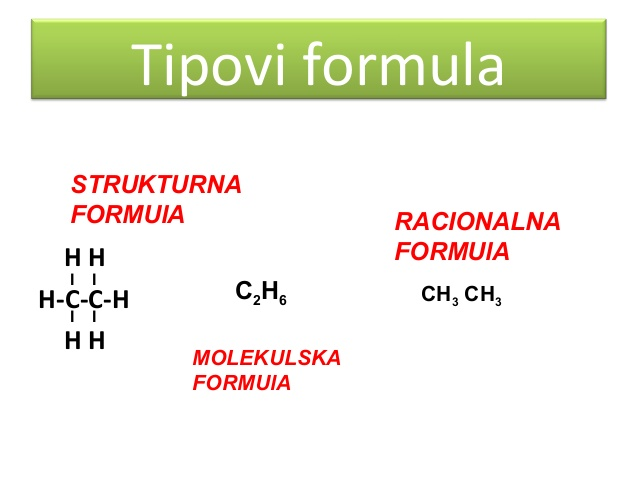 Tipovi formula
STRUKTURNA
FORMUIA
H H
H-C-C-H
H H
C₂H₆
MOLEKULSKA
FORMUIA
RACIONALNA
FORMUIA
CH₃ CH₃